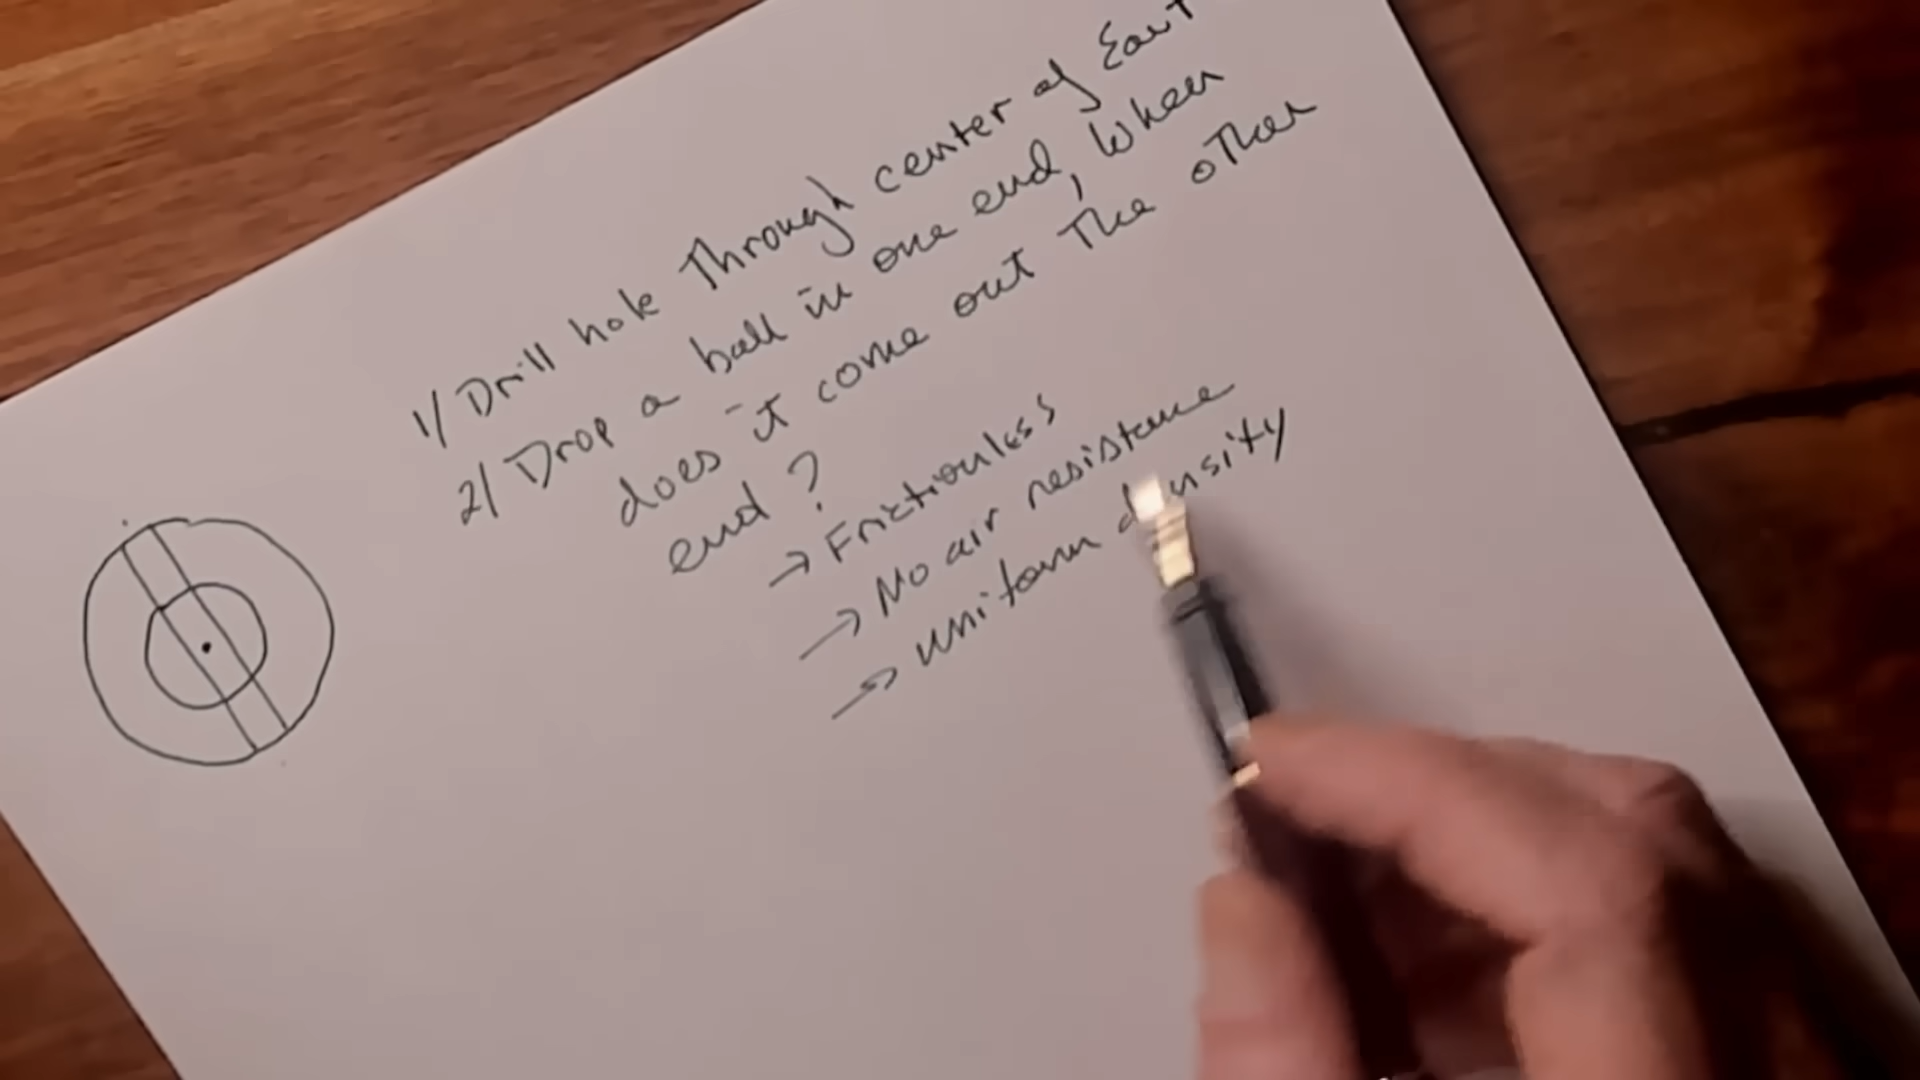 1/ Drill hole Through center of Eart
2/ Drop a ball in one end, When
does it come out The other
end ?
→ Frictionless
→ No air resistance
→ Uniform density